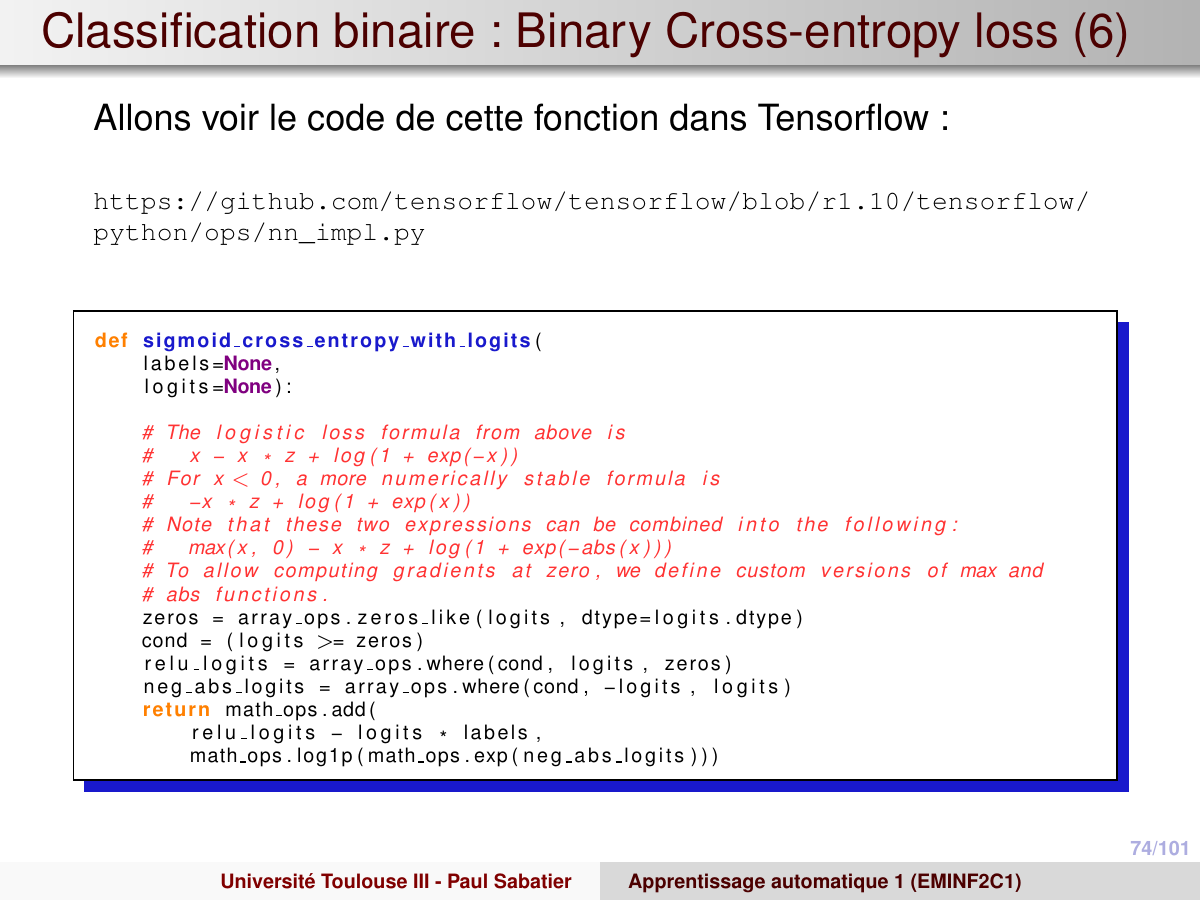 Classification binaire : Binary Cross-entropy loss (6)
Allons voir le code de cette fonction dans Tensorflow :
https://github.com/tensorflow/tensorflow/blob/r1.10/tensorflow/
python/ops/nn_impl.py
def sigmoid_cross_entropy_with_logits(
    labels=None,
    logits=None):
    # The logistic loss formula from above is
    #   x − x * z + log(1 + exp(−x))
    # For x < 0, a more numerically stable formula is
    #   −x * z + log(1 + exp(x))
    # Note that these two expressions can be combined into the following:
    #   max(x, 0) − x * z + log(1 + exp(−abs(x)))
    # To allow computing gradients at zero, we define custom versions of max and
    # abs functions.
    zeros = array_ops.zeros_like(logits, dtype=logits.dtype)
    cond = (logits >= zeros)
    relu_logits = array_ops.where(cond, logits, zeros)
    neg_abs_logits = array_ops.where(cond, −logits, logits)
    return math_ops.add(
        relu_logits − logits * labels,
        math_ops.log1p(math_ops.exp(neg_abs_logits)))
74/101
Université Toulouse III - Paul Sabatier
Apprentissage automatique 1 (EMINF2C1)